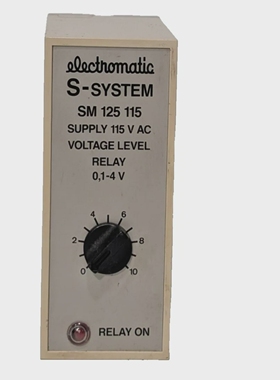 electromatic
S-SYSTEM
SM 125 115
SUPPLY 115 V AC
VOLTAGE LEVEL
RELAY
0,1-4 V
4 6
2 8
0 10
RELAY ON